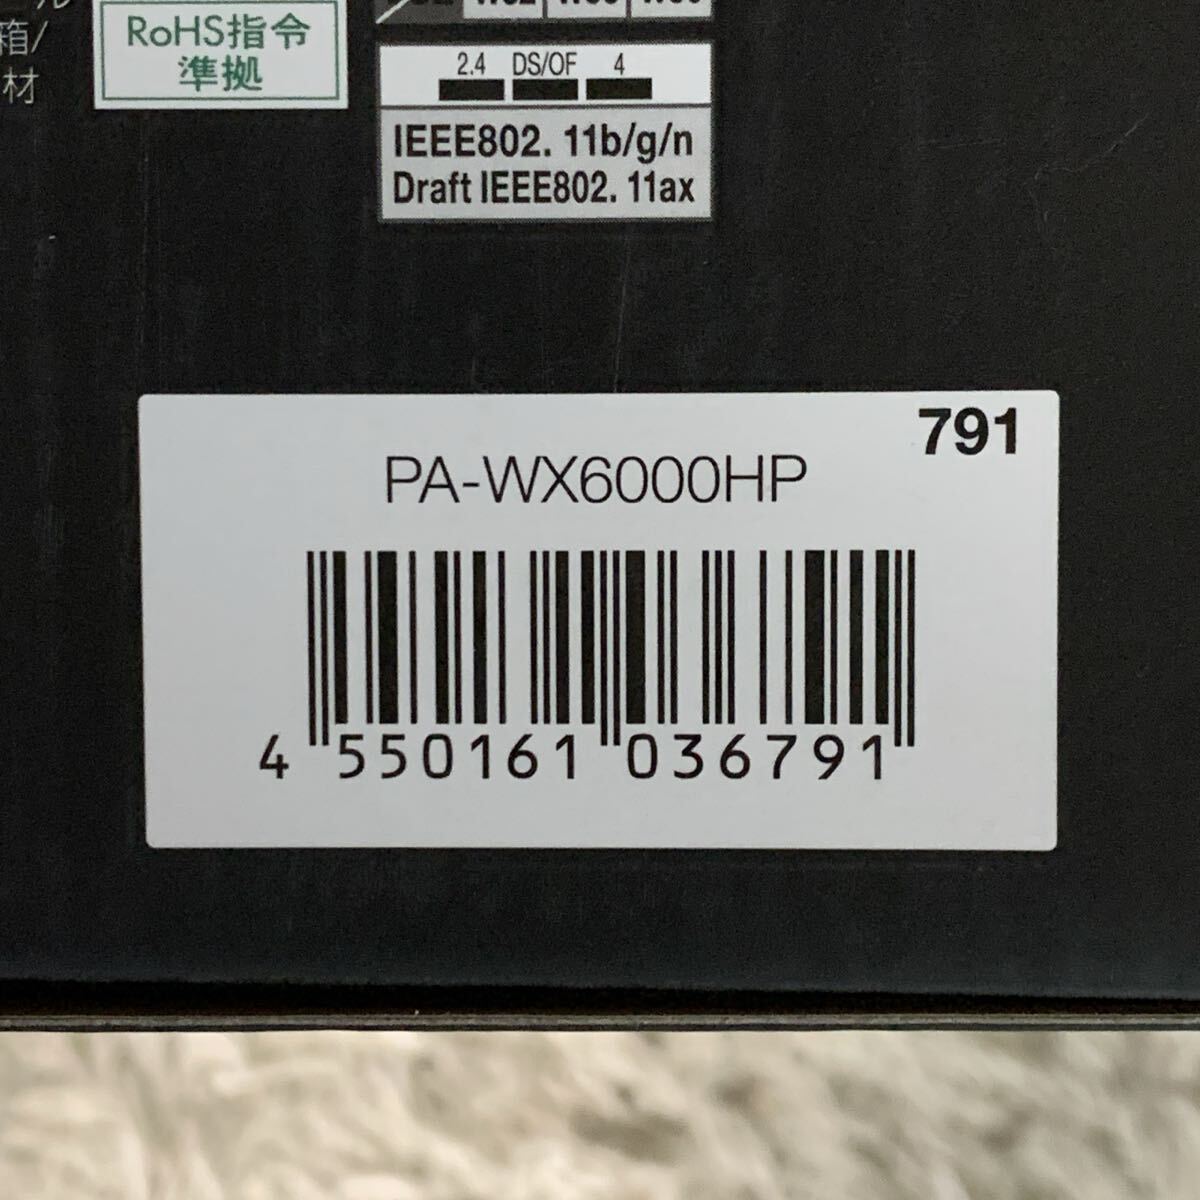 箱/
材
RoHS指令
準拠
2.4 DS/OF 4
IEEE802. 11b/g/n
Draft IEEE802. 11ax
791
PA-WX6000HP
4 550161 036791